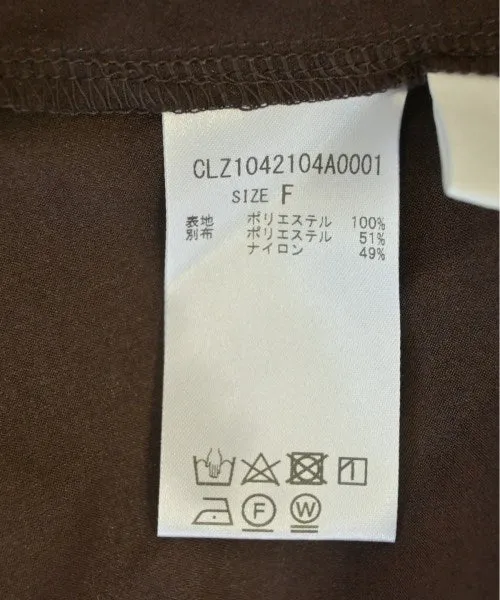 CLZ1042104A0001
SIZE F
表地 ポリエステル 100%
別布 ポリエステル 51%
ナイロン 49%
F W